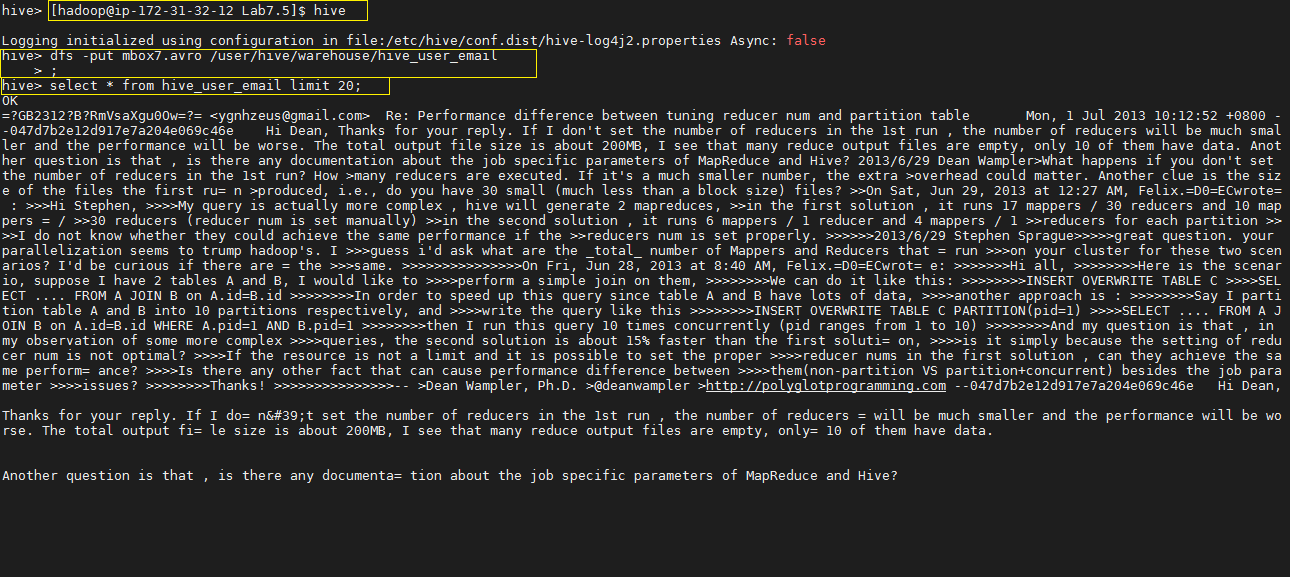 hive> [hadoop@ip-172-31-32-12 Lab7.5]$ hive
Logging initialized using configuration in file:/etc/hive/conf.dist/hive-log4j2.properties Async: false
hive> dfs -put mbox7.avro /user/hive/warehouse/hive_user_email
    > ;
hive> select * from hive_user_email limit 20;
OK
=?GB2312?B?RmVsaXgu0Ow=?= <ygnhzeus@gmail.com>  Re: Performance difference between tuning reducer num and partition table       Mon, 1 Jul 2013 10:12:52 +0800 -
-047d7b2e12d917e7a204e069c46e    Hi Dean, Thanks for your reply. If I don't set the number of reducers in the 1st run , the number of reducers will be much smal
ler and the performance will be worse. The total output file size is about 200MB, I see that many reduce output files are empty, only 10 of them have data. Anot
her question is that , is there any documentation about the job specific parameters of MapReduce and Hive? 2013/6/29 Dean Wampler>What happens if you don't set 
the number of reducers in the 1st run? How >many reducers are executed. If it's a much smaller number, the extra >overhead could matter. Another clue is the siz
e of the files the first ru= n >produced, i.e., do you have 30 small (much less than a block size) files? >>On Sat, Jun 29, 2013 at 12:27 AM, Felix.=D0=ECwrote=
 : >>>Hi Stephen, >>>>My query is actually more complex , hive will generate 2 mapreduces, >>in the first solution , it runs 17 mappers / 30 reducers and 10 map
pers = / >>30 reducers (reducer num is set manually) >>in the second solution , it runs 6 mappers / 1 reducer and 4 mappers / 1 >>reducers for each partition >>
>>I do not know whether they could achieve the same performance if the >>reducers num is set properly. >>>>>>2013/6/29 Stephen Sprague>>>>>great question. your 
parallelization seems to trump hadoop's. I >>>guess i'd ask what are the _total_ number of Mappers and Reducers that = run >>>on your cluster for these two scen
arios? I'd be curious if there are = the >>>same. >>>>>>>>>>>>>>>On Fri, Jun 28, 2013 at 8:40 AM, Felix.=D0=ECwrot= e: >>>>>>>Hi all, >>>>>>>>Here is the scenar
io, suppose I have 2 tables A and B, I would like to >>>>perform a simple join on them, >>>>>>>>We can do it like this: >>>>>>>>INSERT OVERWRITE TABLE C >>>>SEL
ECT .... FROM A JOIN B on A.id=B.id >>>>>>>>In order to speed up this query since table A and B have lots of data, >>>>another approach is : >>>>>>>>Say I parti
tion table A and B into 10 partitions respectively, and >>>>write the query like this >>>>>>>>INSERT OVERWRITE TABLE C PARTITION(pid=1) >>>>SELECT .... FROM A J
OIN B on A.id=B.id WHERE A.pid=1 AND B.pid=1 >>>>>>>>then I run this query 10 times concurrently (pid ranges from 1 to 10) >>>>>>>>And my question is that , in 
my observation of some more complex >>>>queries, the second solution is about 15% faster than the first soluti= on, >>>>is it simply because the setting of redu
cer num is not optimal? >>>>If the resource is not a limit and it is possible to set the proper >>>>reducer nums in the first solution , can they achieve the sa
me perform= ance? >>>>Is there any other fact that can cause performance difference between >>>>them(non-partition VS partition+concurrent) besides the job para
meter >>>>issues? >>>>>>>>Thanks! >>>>>>>>>>>>>>>-- >Dean Wampler, Ph.D. >@deanwampler >http://polyglotprogramming.com --047d7b2e12d917e7a204e069c46e   Hi Dean,
Thanks for your reply. If I do= n&#39;t set the number of reducers in the 1st run , the number of reducers = will be much smaller and the performance will be wo
rse. The total output fi= le size is about 200MB, I see that many reduce output files are empty, only= 10 of them have data.
Another question is that , is there any documenta= tion about the job specific parameters of MapReduce and Hive?